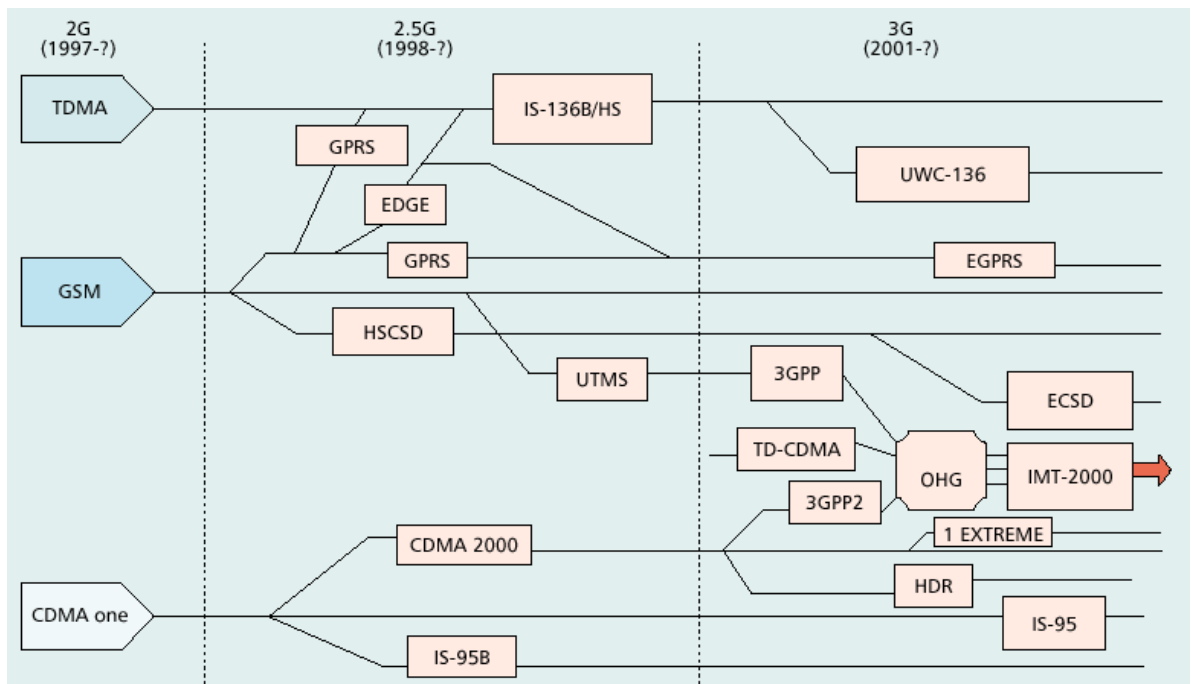 2G
(1997-?)
2.5G
(1998-?)
3G
(2001-?)
TDMA
IS-136B/HS
GPRS
UWC-136
EDGE
GPRS
EGPRS
GSM
HSCSD
UTMS
3GPP
ECSD
TD-CDMA
OHG
IMT-2000
3GPP2
1 EXTREME
CDMA 2000
HDR
CDMA one
IS-95
IS-95B